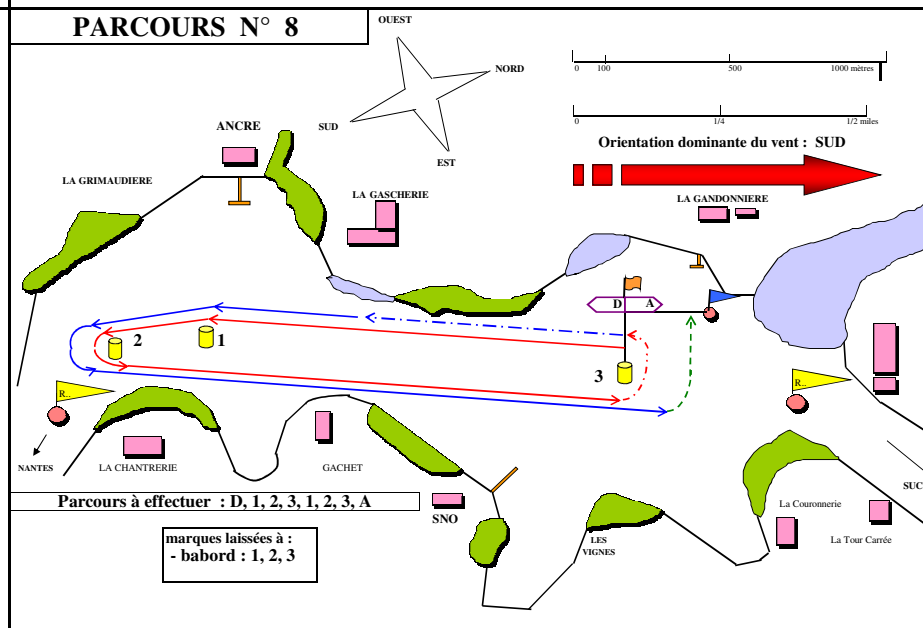 PARCOURS N° 8
OUEST
NORD
SUD
EST
0 100 500 1000 mètres
0 1/4 1/2 miles
Orientation dominante du vent : SUD
ANCRE
LA GRIMAUDIERE
LA GASCHERIE
LA GANDONNIERE
D A
2 1
3
R..
R..
NANTES
LA CHANTRERIE
GACHET
SUC
Parcours à effectuer : D, 1, 2, 3, 1, 2, 3, A
SNO
La Couronnerie
La Tour Carrée
LES
VIGNES
marques laissées à :
- babord : 1, 2, 3